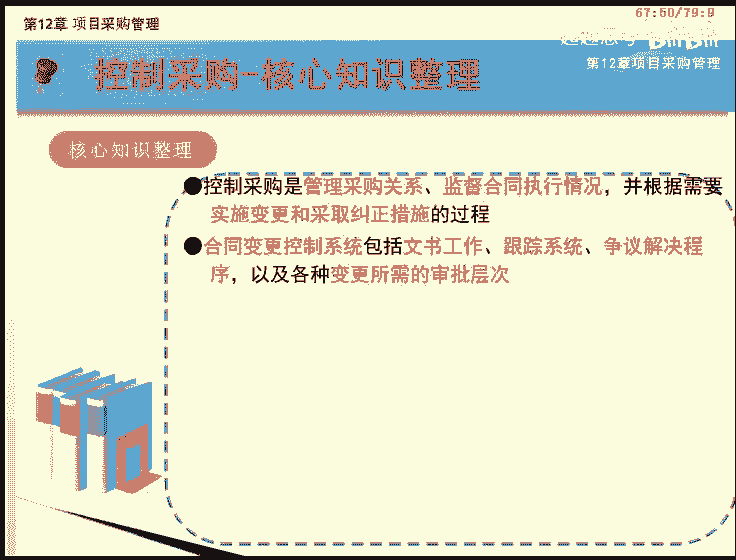 第12章 项目采购管理
67:50/79:9
第12章项目采购管理
控制采购-核心知识整理
核心知识整理
●控制采购是管理采购关系、监督合同执行情况，并根据需要
实施变更和采取纠正措施的过程
●合同变更控制系统包括文书工作、跟踪系统、争议解决程
序，以及各种变更所需的审批层次